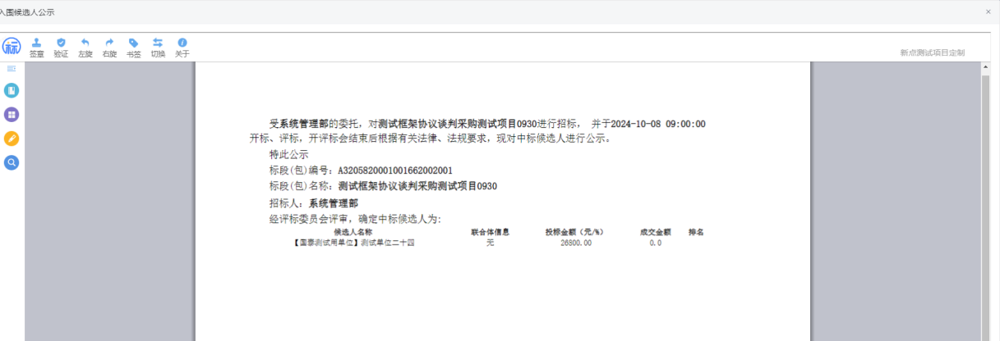 入围候选人公示
×
标
签章 验证 左旋 右旋 书签 切换 关于
新点测试项目定制
受系统管理部的委托，对测试框架协议谈判采购测试项目0930进行招标， 并于2024-10-08 09:00:00
开标、评标，开评标会结束后根据有关法律、法规要求，现对中标候选人进行公示。
特此公示
标段(包)编号：A3205820001001662002001
标段(包)名称：测试框架协议谈判采购测试项目0930
招标人：系统管理部
经评标委员会评审，确定中标候选人为:
候选人名称 联合体信息 投标金额（元/%） 成交金额 排名
【国泰测试用单位】测试单位二十四 无 26800.00 0.0